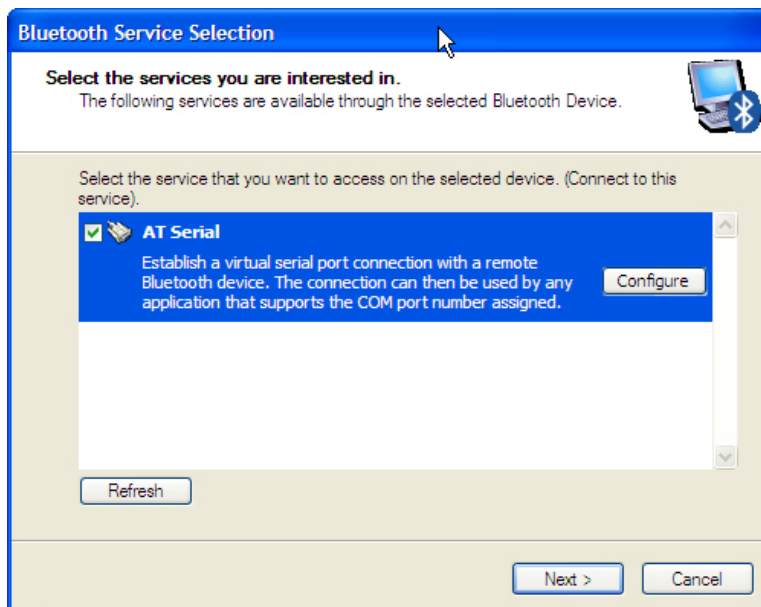 Bluetooth Service Selection
Select the services you are interested in.
The following services are available through the selected Bluetooth Device.
Select the service that you want to access on the selected device. (Connect to this
service).
AT Serial
Establish a virtual serial port connection with a remote
Bluetooth device. The connection can then be used by any
application that supports the COM port number assigned.
Configure
Refresh
Next >
Cancel